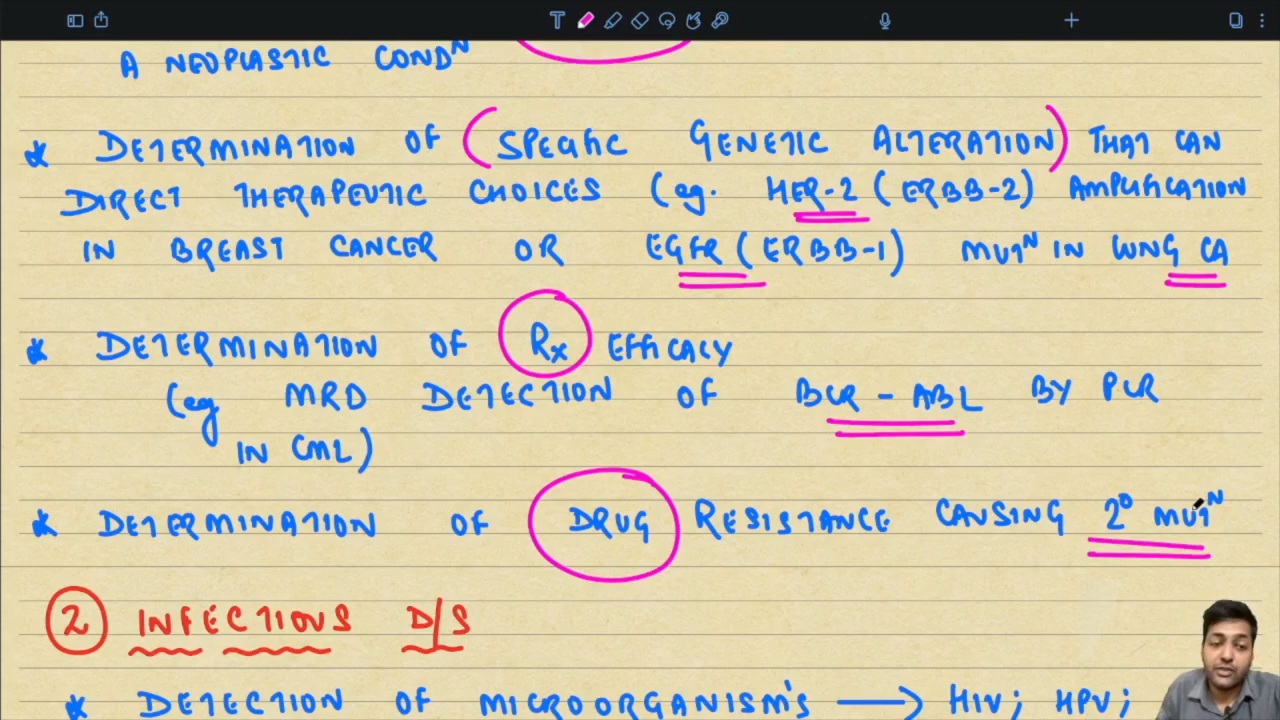 A NEOPLASTIC CONDᴺ
* DETERMINATION OF (SPECIFIC GENETIC ALTERATION) THAT CAN
DIRECT THERAPEUTIC CHOICES (eg. HER-2 (ERBB-2) AMPLIFICATION
IN BREAST CANCER OR EGFR (ERBB-1) MUTᴺ IN LUNG CA
* DETERMINATION OF Rx EFFICACY
(eg MRD DETECTION OF BCR - ABL BY PCR
IN CML)
* DETERMINATION OF DRUG RESISTANCE CAUSING 2° MUTᴺ
2 INFECTIONS D/S
* DETECTION OF MICROORGANISM'S → HIV; HPV;